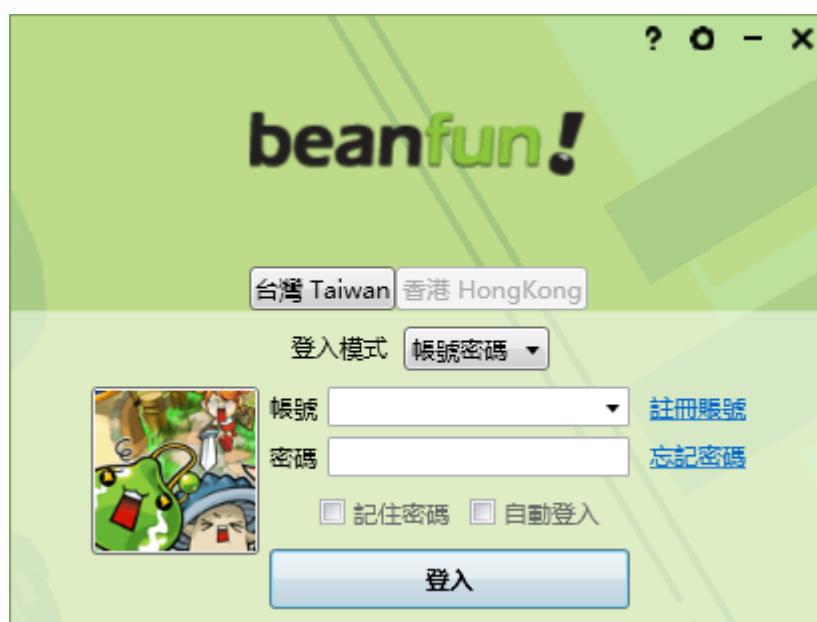 beanfun!
台灣 Taiwan 香港 HongKong
登入模式 帳號密碼
帳號 註冊賬號
密碼 忘記密碼
記住密碼 自動登入
登入